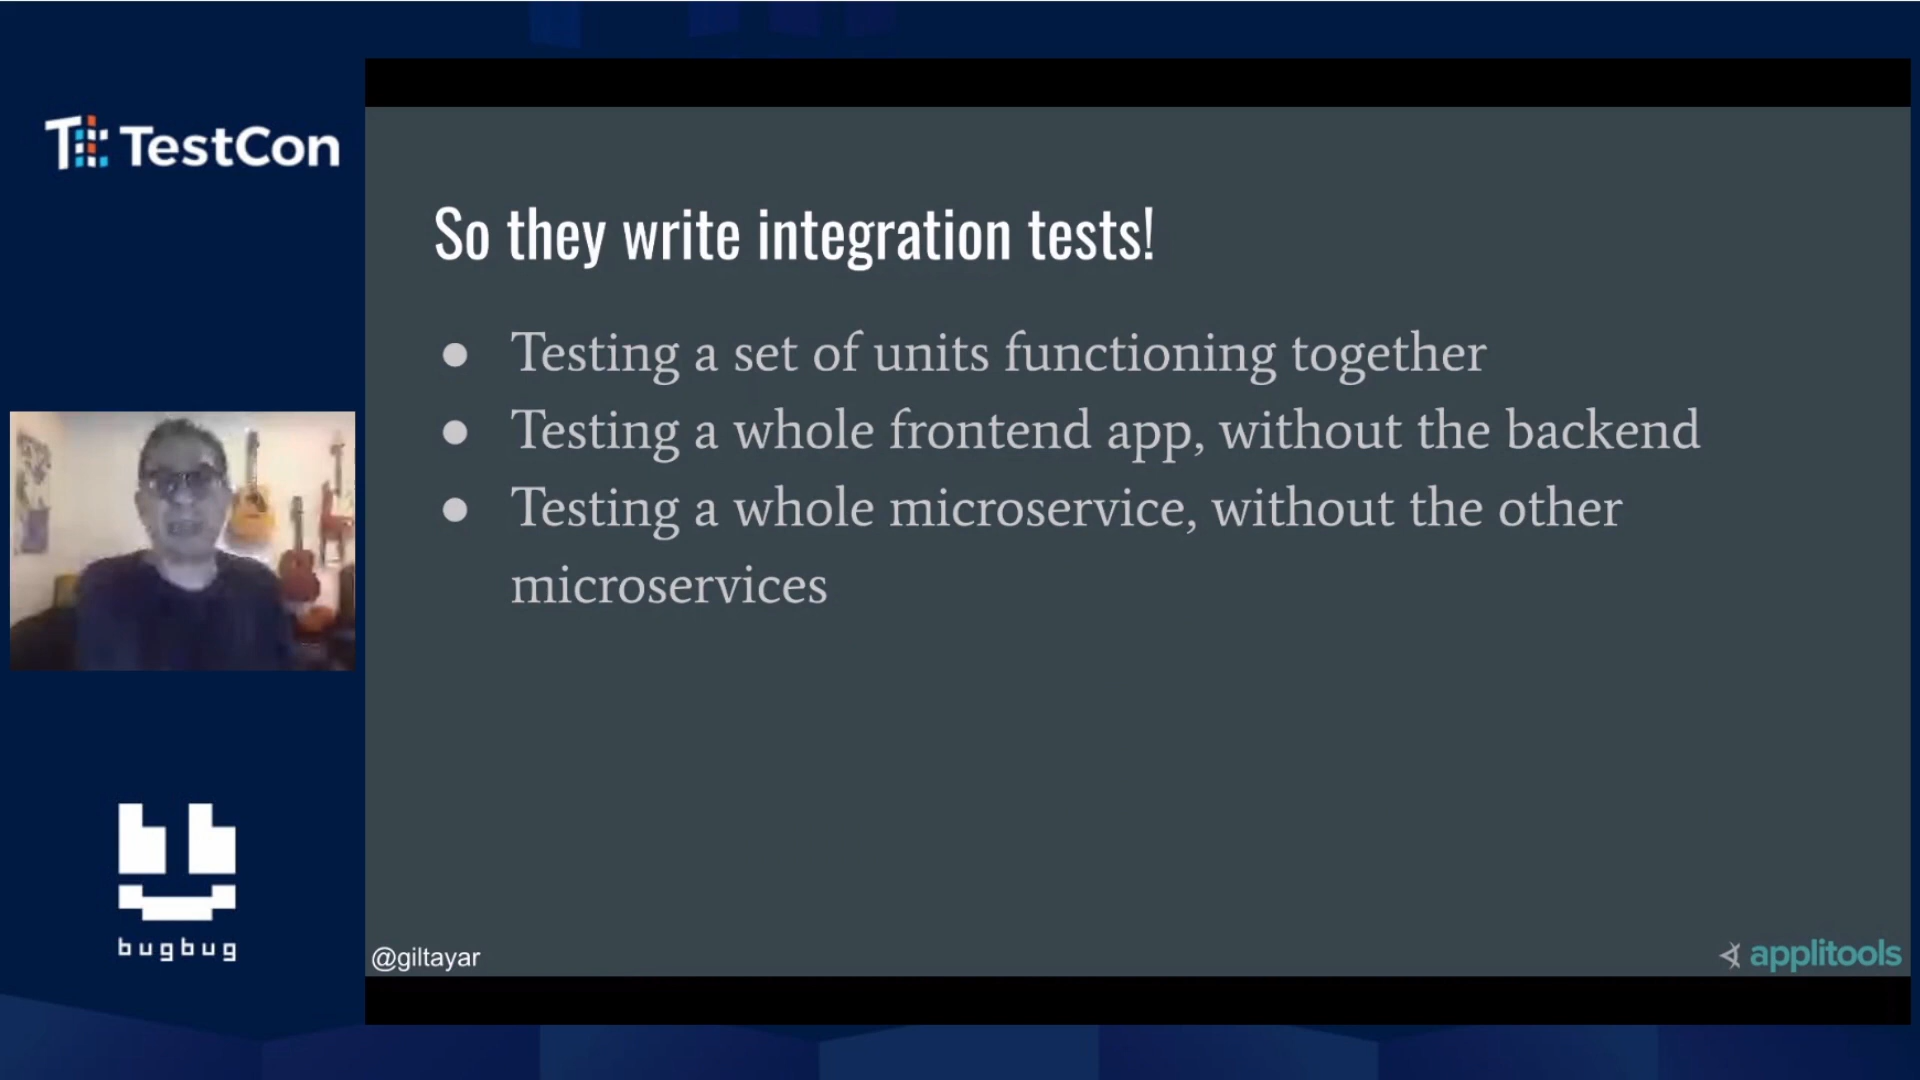 TestCon
So they write integration tests!
● Testing a set of units functioning together
● Testing a whole frontend app, without the backend
● Testing a whole microservice, without the other
microservices
bugbug
@giltayar
applitools